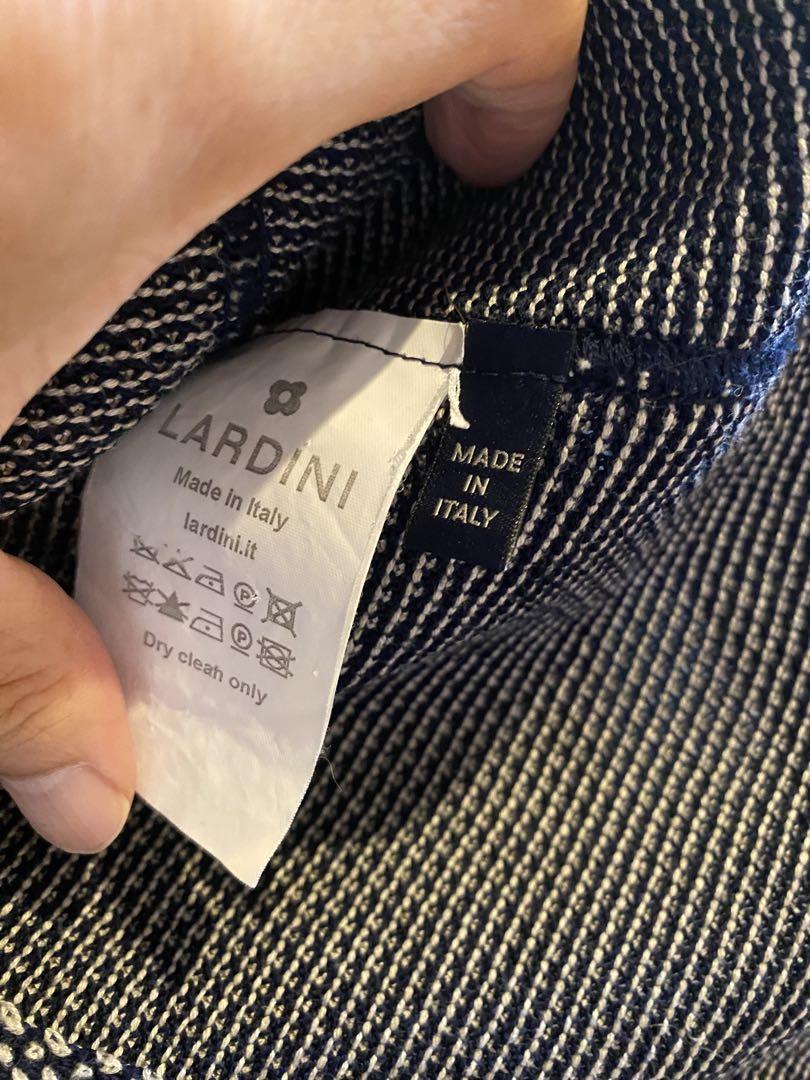 LARDINI
Made in Italy
lardini.it
P
P
Dry clean only
MADE
IN
ITALY